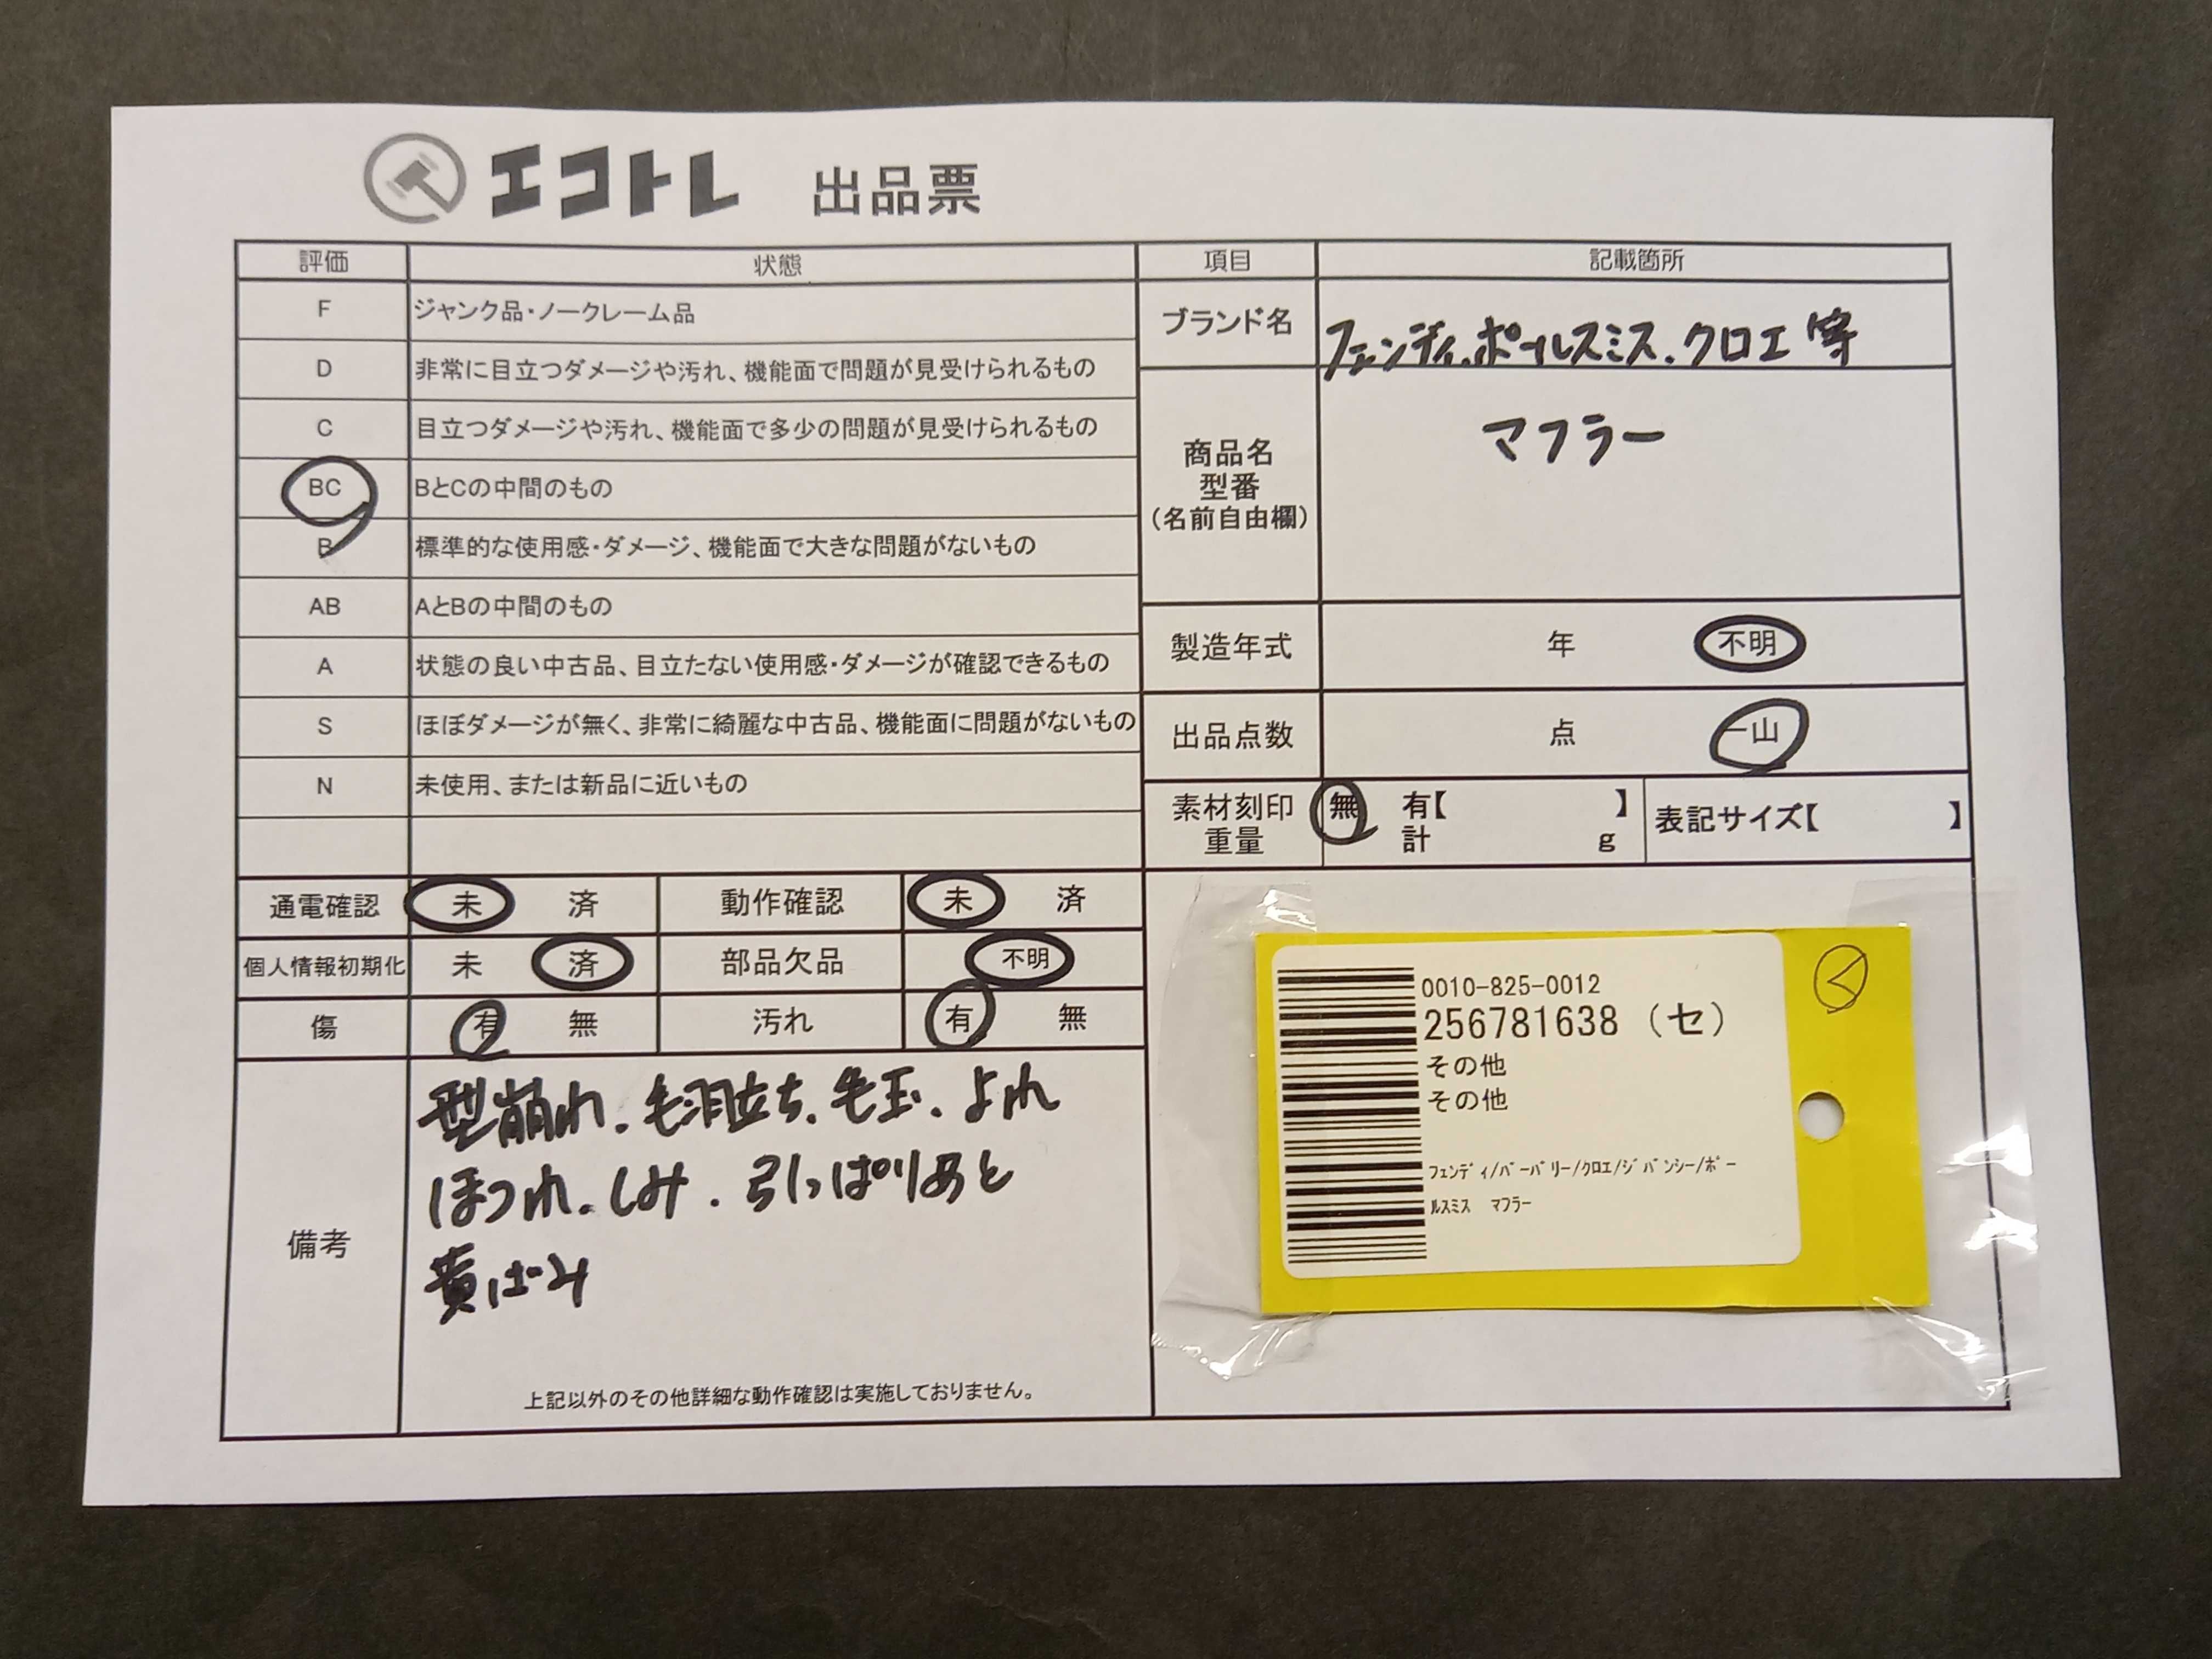 エコトレ 出品票
評価 状態
F ジャンク品・ノークレーム品
D 非常に目立つダメージや汚れ、機能面で問題が見受けられるもの
C 目立つダメージや汚れ、機能面で多少の問題が見受けられるもの
BC BとCの中間のもの
B 標準的な使用感・ダメージ、機能面で大きな問題がないもの
AB AとBの中間のもの
A 状態の良い中古品、目立たない使用感・ダメージが確認できるもの
S ほぼダメージが無く、非常に綺麗な中古品、機能面に問題がないもの
N 未使用、または新品に近いもの
項目 記載箇所
ブランド名 フェンディ.ポールスミス.クロエ 等
商品名
型番
(名前自由欄)
マフラー
製造年式 年 不明
出品点数 点 一山
素材刻印 無 有【 】
重量 計 g
表記サイズ【 】
通電確認 未 済 動作確認 未 済
個人情報初期化 未 済 部品欠品 不明
傷 有 無 汚れ 有 無
備考
型崩れ.毛羽立ち.毛玉.よれ
ほつれ.しみ.引っぱりあと
黄ばみ
上記以外のその他詳細な動作確認は実施しておりません。
0010-825-0012
256781638 (セ)
その他
その他
ﾌｪﾝﾃﾞｨ/ﾊﾞｰﾊﾞﾘｰ/ｸﾛｴ/ｼﾞﾊﾞﾝｼｰ/ﾎﾟｰ
ﾙｽﾐｽ ﾏﾌﾗｰ